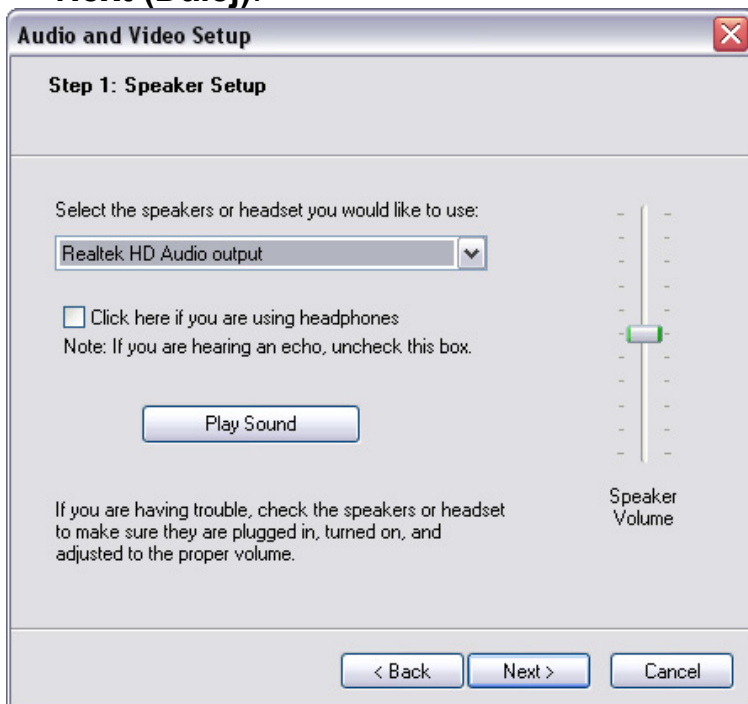 Next (Dalej).
Audio and Video Setup
Step 1: Speaker Setup
Select the speakers or headset you would like to use:
Realtek HD Audio output
Click here if you are using headphones
Note: If you are hearing an echo, uncheck this box.
Play Sound
If you are having trouble, check the speakers or headset
to make sure they are plugged in, turned on, and
adjusted to the proper volume.
Speaker
Volume
< Back
Next >
Cancel